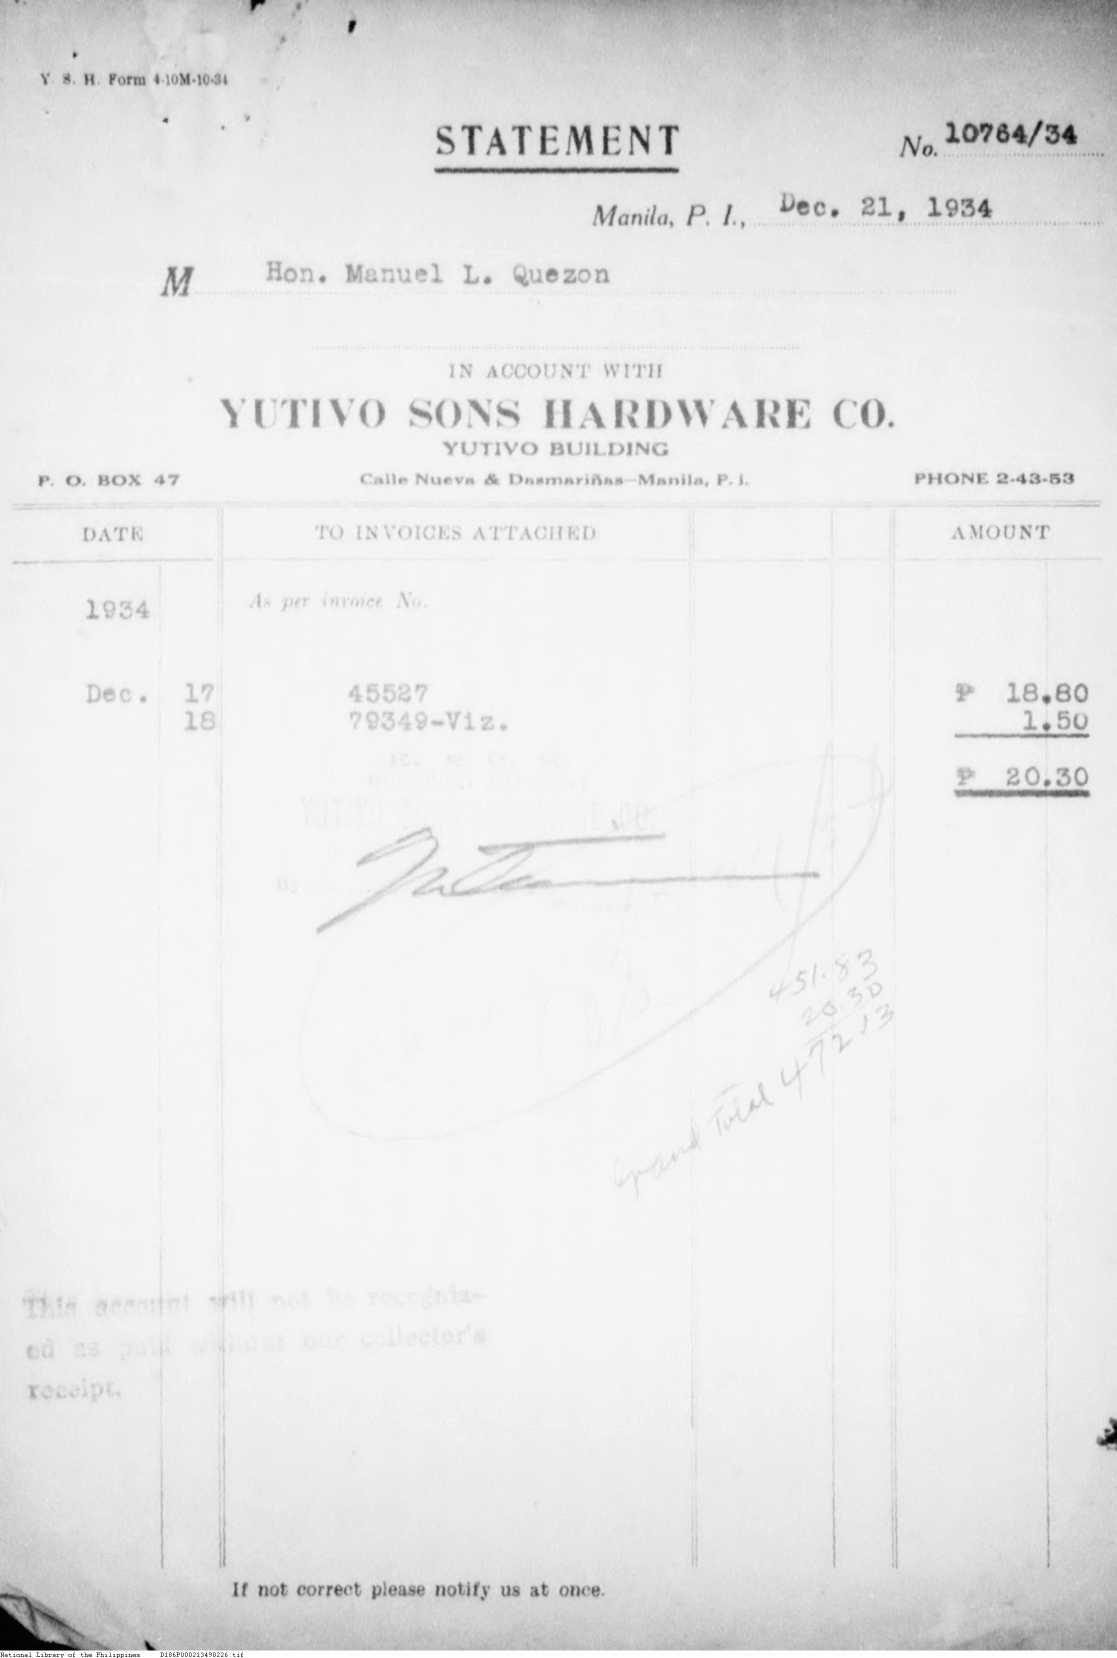 Y. S. H. Form 4-10M-10-34
STATEMENT
No. 10764/34
Manila, P. I., Dec. 21, 1934
M Hon. Manuel L. Quezon
IN ACCOUNT WITH
YUTIVO SONS HARDWARE CO.
YUTIVO BUILDING
P. O. BOX 47 Calle Nueva & Dasmariñas—Manila, P. I. PHONE 2-43-53
DATE TO INVOICES ATTACHED AMOUNT
1934 As per invoice No.
Dec. 17 45527 ₱ 18.80
18 79349-Viz. 1.50
₱ 20.30
451.83
20.30
Grand Total 472.13
This account will not be recogniz-
ed as paid without our collector's
receipt.
If not correct please notify us at once.
National Library of the Philippines D186P000213498226.tif